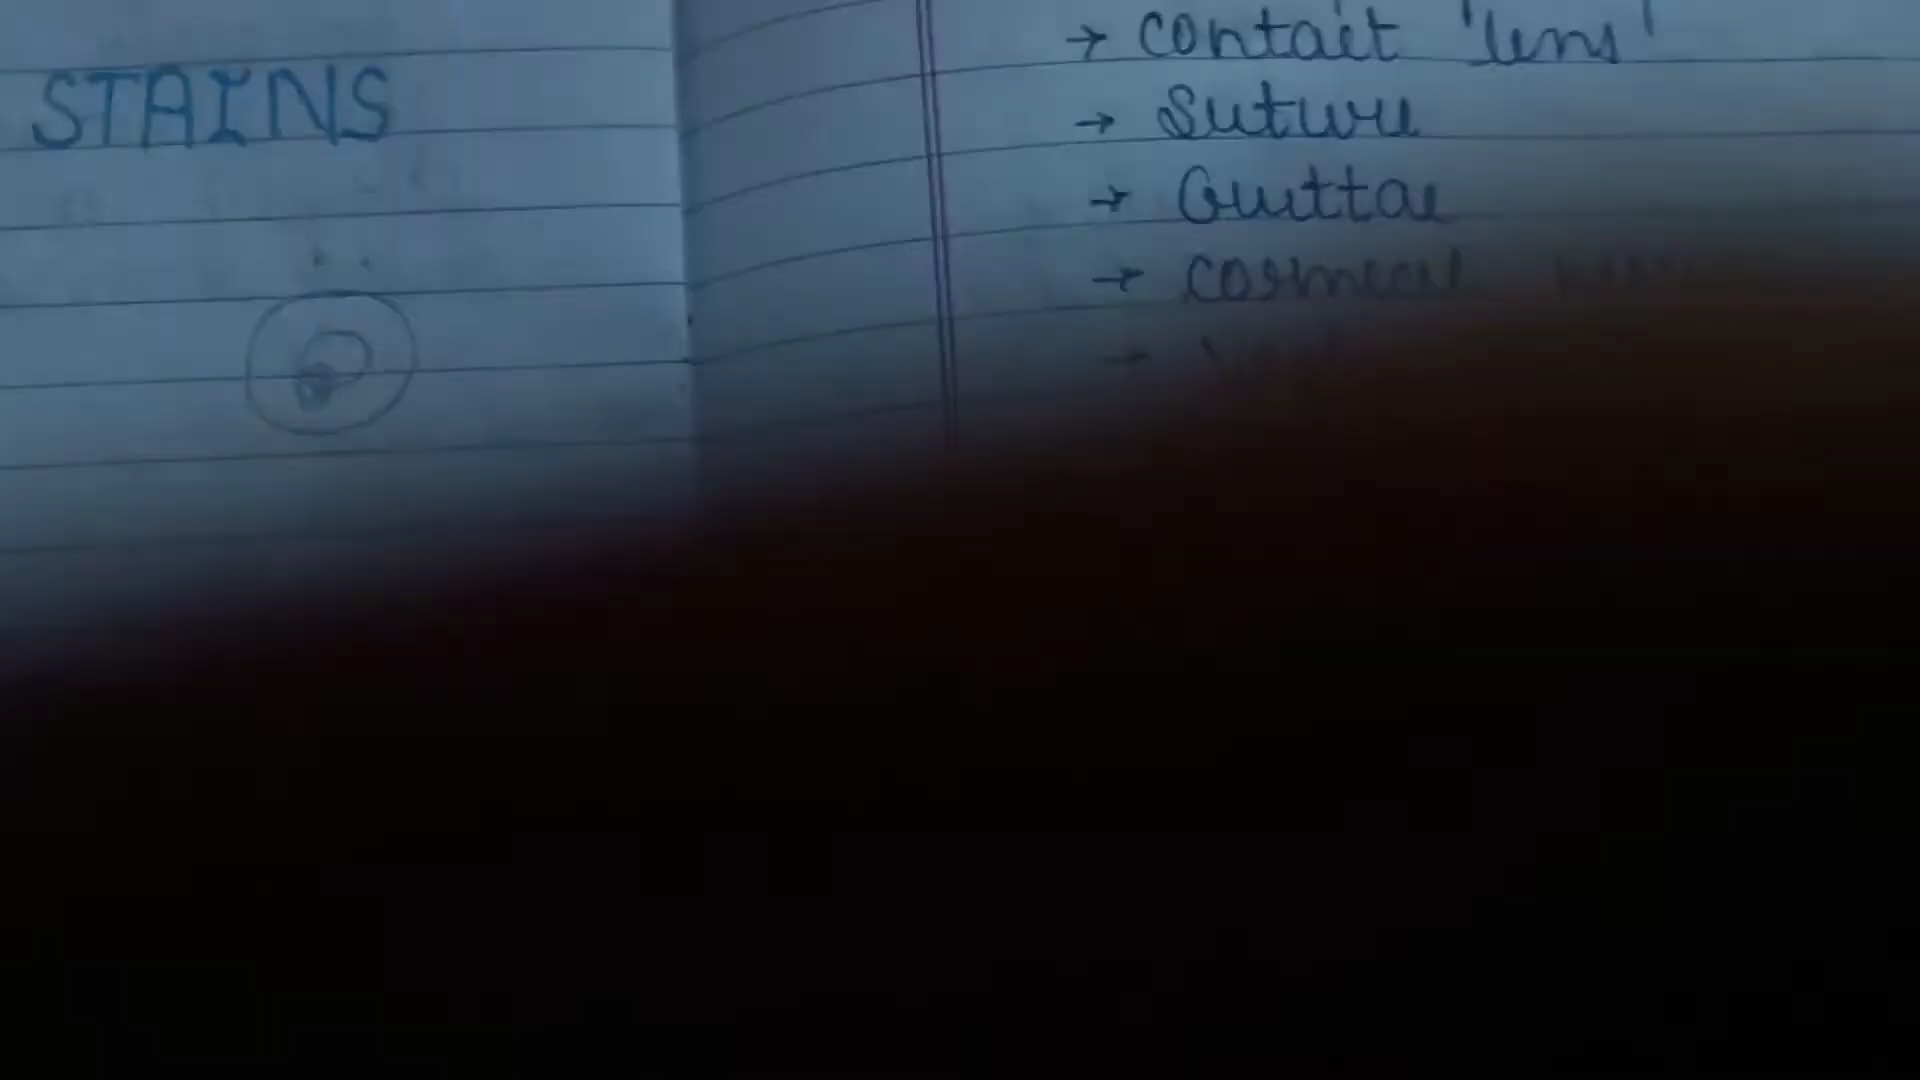 STAINS
→ contact 'lens'
→ Suture
→ Guttae
→ corneal